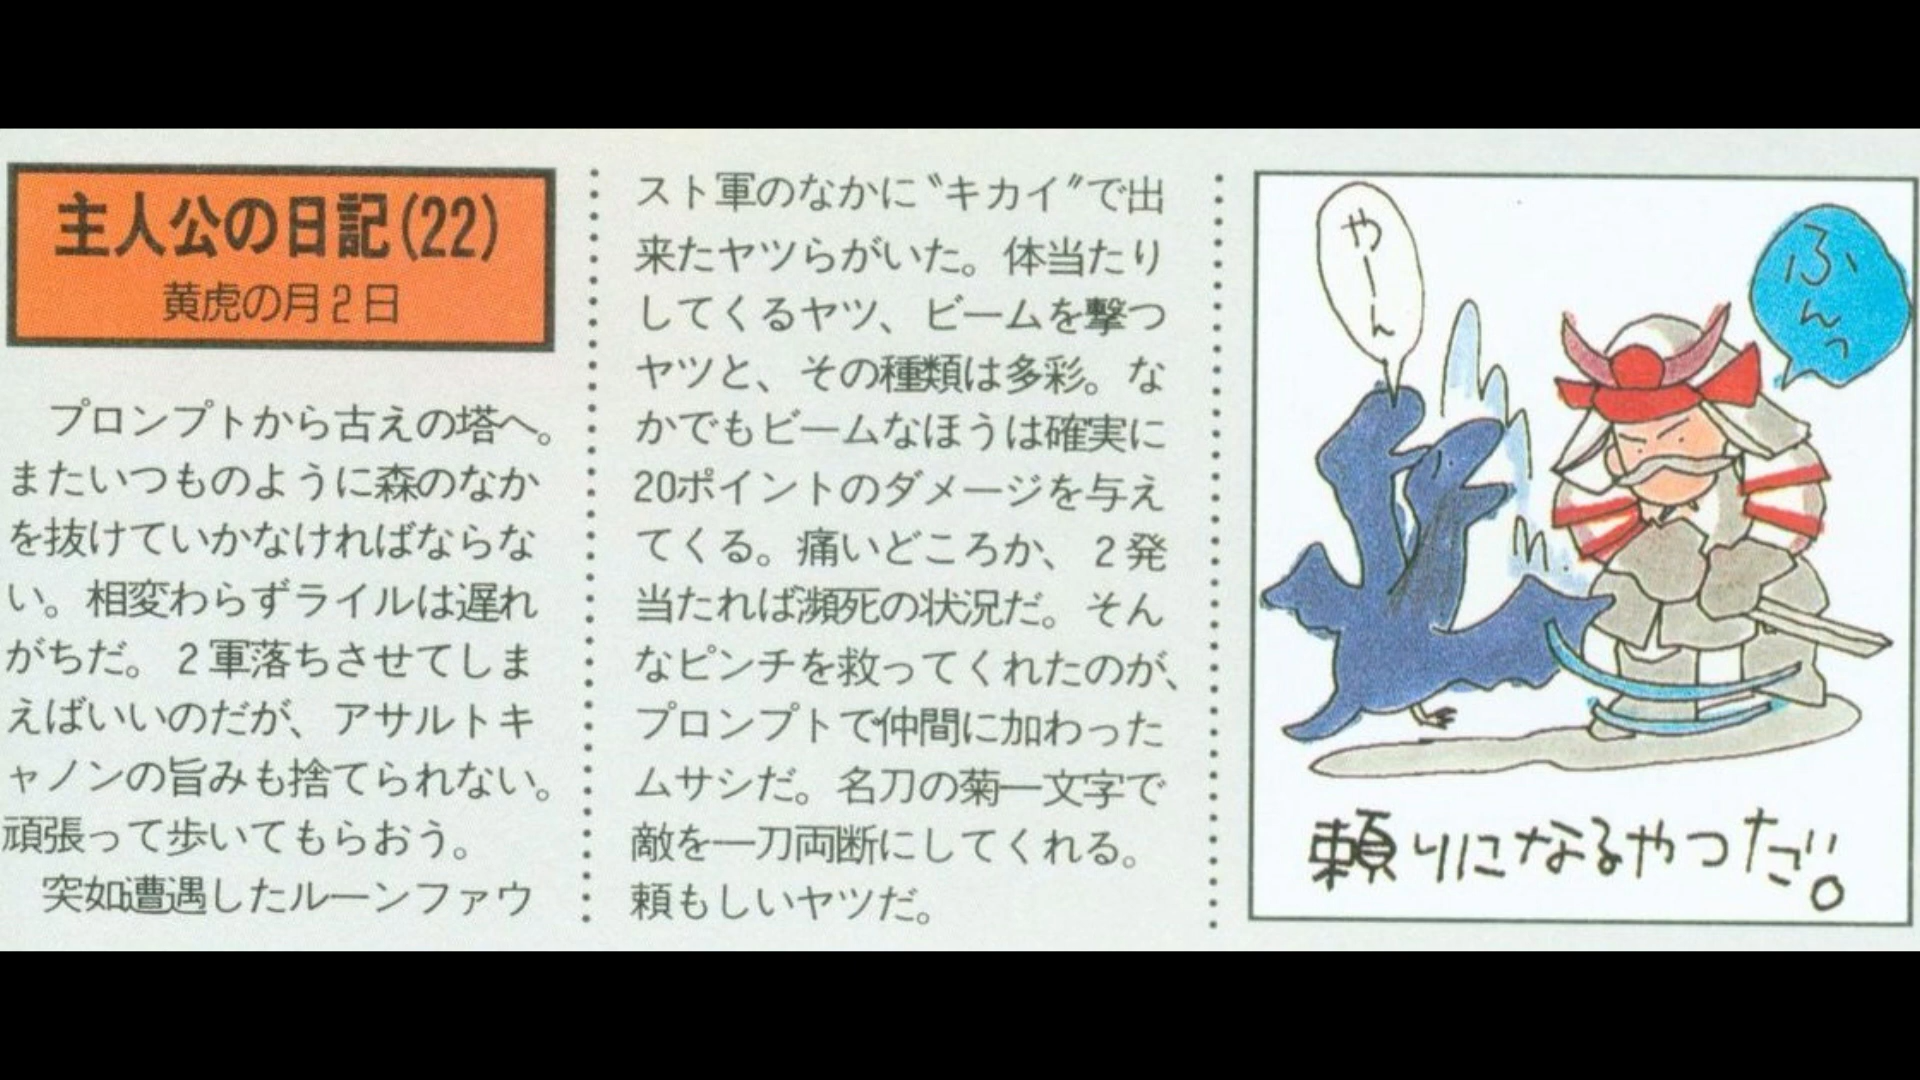 主人公の日記(22)
黄虎の月2日
プロンプトから古えの塔へ。
またいつものように森のなか
を抜けていかなければならな
い。相変わらずライルは遅れ
がちだ。2軍落ちさせてしま
えばいいのだが、アサルトキ
ャノンの旨みも捨てられない。
頑張って歩いてもらおう。
突如遭遇したルーンファウ
スト軍のなかに〝キカイ〟で出
来たヤツらがいた。体当たり
してくるヤツ、ビームを撃つ
ヤツと、その種類は多彩。な
かでもビームなほうは確実に
20ポイントのダメージを与え
てくる。痛いどころか、2発
当たれば瀕死の状況だ。そん
なピンチを救ってくれたのが、
プロンプトで仲間に加わった
ムサシだ。名刀の菊一文字で
敵を一刀両断にしてくれる。
頼もしいヤツだ。
やーん
ふんっ
頼りになるやつだ!。